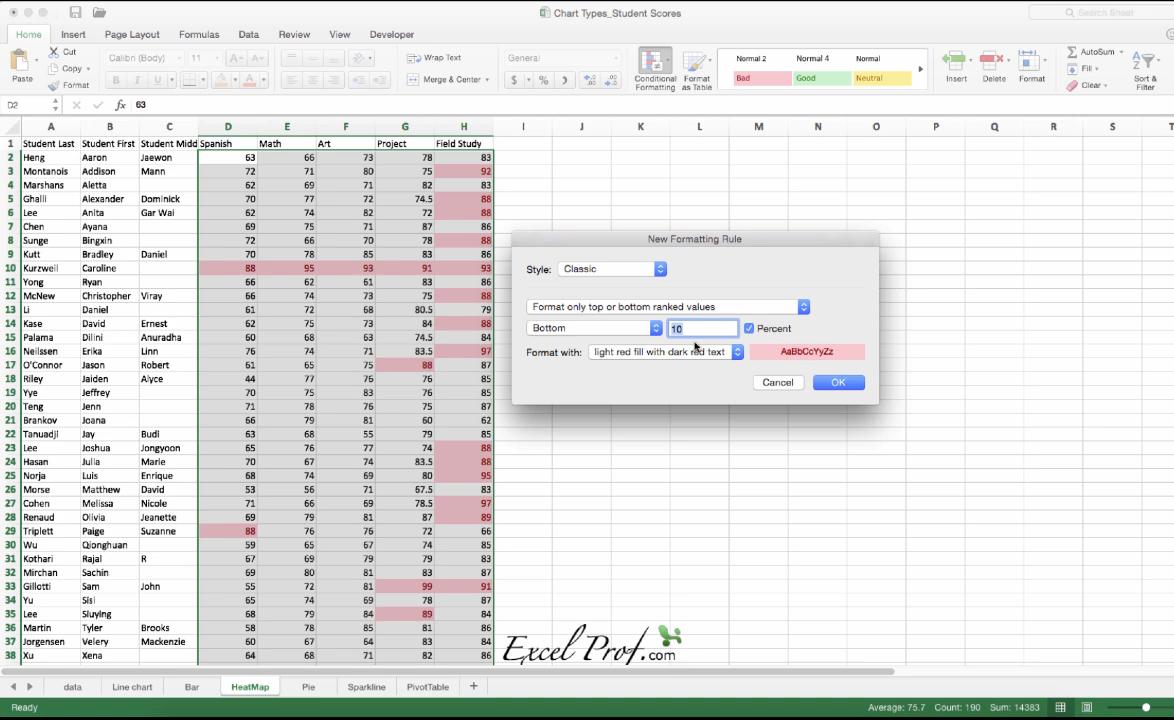 Chart Types_Student Scores
Search Sheet
Home Insert Page Layout Formulas Data Review View Developer
Paste Cut Copy Format
Calibri (Body) 11
B I U
Wrap Text
Merge & Center
General
Conditional Formatting
Format as Table
Normal 2 Normal 3 Normal 4
Bad Good Neutral
Insert Delete Format
AutoSum
Fill
Clear
Sort & Filter
D2 fx 63
A B C D E F G H I J K L M N O P Q R S T
1 Student Last Student First Student Midd Spanish Math Art Project Field Study
2 Heng Aaron Jaewon 63 66 73 78 83
3 Montanois Addison Mann 72 71 80 75 92
4 Marshans Aletta 62 69 71 82 83
5 Ghalli Alexander Dominick 70 77 72 74.5 88
6 Lee Anita Gar Wai 62 74 82 72 88
7 Chen Ayana 69 75 71 87 86
8 Sunge Bingxin 72 66 70 78 88
9 Kutt Bradley Daniel 70 78 85 83 86
10 Kurzweil Caroline 88 95 93 91 93
11 Yong Ryan 66 62 61 83 86
12 McNew Christopher Viray 66 74 73 75 88
13 Li Daniel 61 72 68 80.5 79
14 Kase David Ernest 62 75 73 84 88
15 Palama Dilini Anuradha 60 63 63 74.5 84
16 Neilssen Erika Linn 76 74 71 83.5 97
17 O'Connor Jason Robert 61 65 75 88 87
18 Riley Jaiden Alyce 44 77 76 76 85
19 Yye Jeffrey 70 75 83 76 85
20 Teng Jenn 71 78 76 75 87
21 Brankov Joana 66 79 81 60 62
22 Tanuadji Jay Budi 63 68 55 79 85
23 Lee Joshua Jongyoon 65 76 77 74 88
24 Hasan Julia Marie 70 67 74 83.5 88
25 Norja Luis Enrique 68 74 69 80 95
26 Morse Matthew David 53 56 71 67.5 83
27 Cohen Melissa Nicole 71 66 69 78.5 97
28 Renaud Olivia Jeanette 69 79 81 87 89
29 Triplett Paige Suzanne 88 76 76 72 66
30 Wu Qionghuan 59 65 67 74 85
31 Kothari Rajal R 67 69 79 79 83
32 Mirchan Sachin 69 80 81 83 87
33 Gillotti Sam John 55 72 81 99 91
34 Yu Sisi 65 74 69 78 87
35 Lee Siuying 68 79 84 89 84
36 Martin Tyler Brooks 58 78 85 81 86
37 Jorgensen Velery Mackenzie 60 67 64 83 84
38 Xu Xena 64 68 71 82 86
New Formatting Rule
Style: Classic
Format only top or bottom ranked values
Bottom 10 Percent
Format with: light red fill with dark red text AaBbCcYyZz
Cancel OK
Excel Prof.com
data Line chart Bar HeatMap Pie Sparkline PivotTable +
Ready Average: 75.7 Count: 190 Sum: 14383